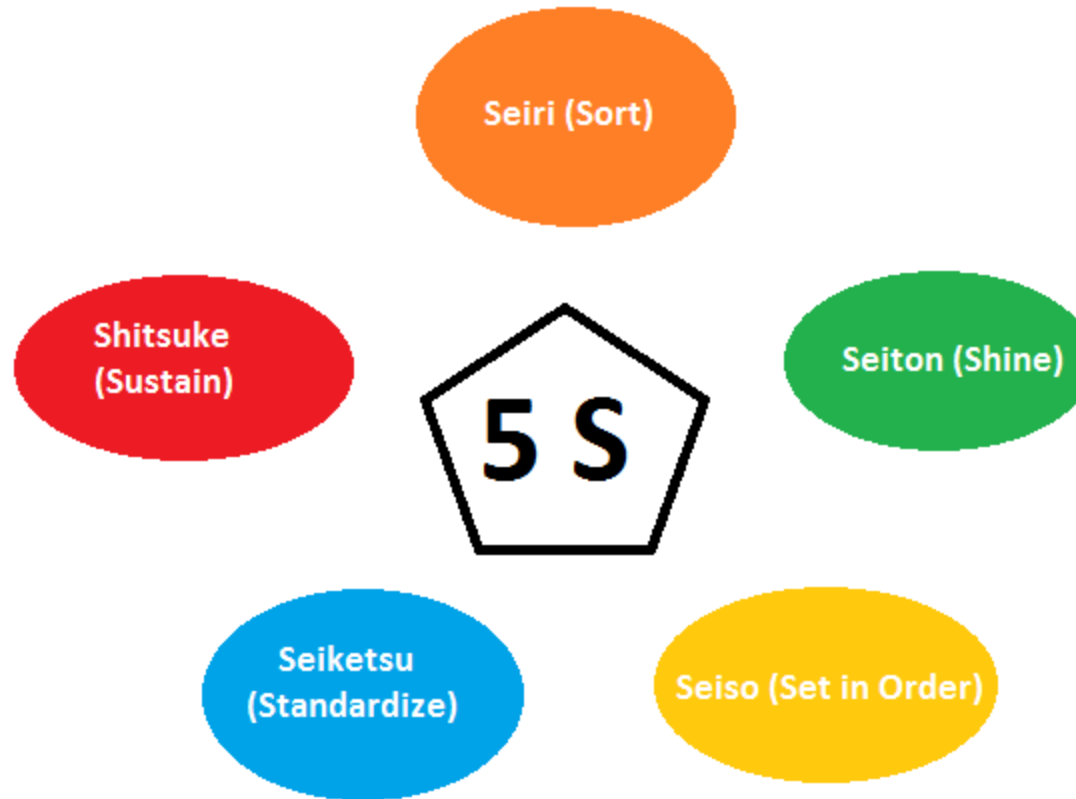 Seiri (Sort)
Shitsuke
(Sustain)
Seiton (Shine)
5 S
Seiketsu
(Standardize)
Seiso (Set in Order)